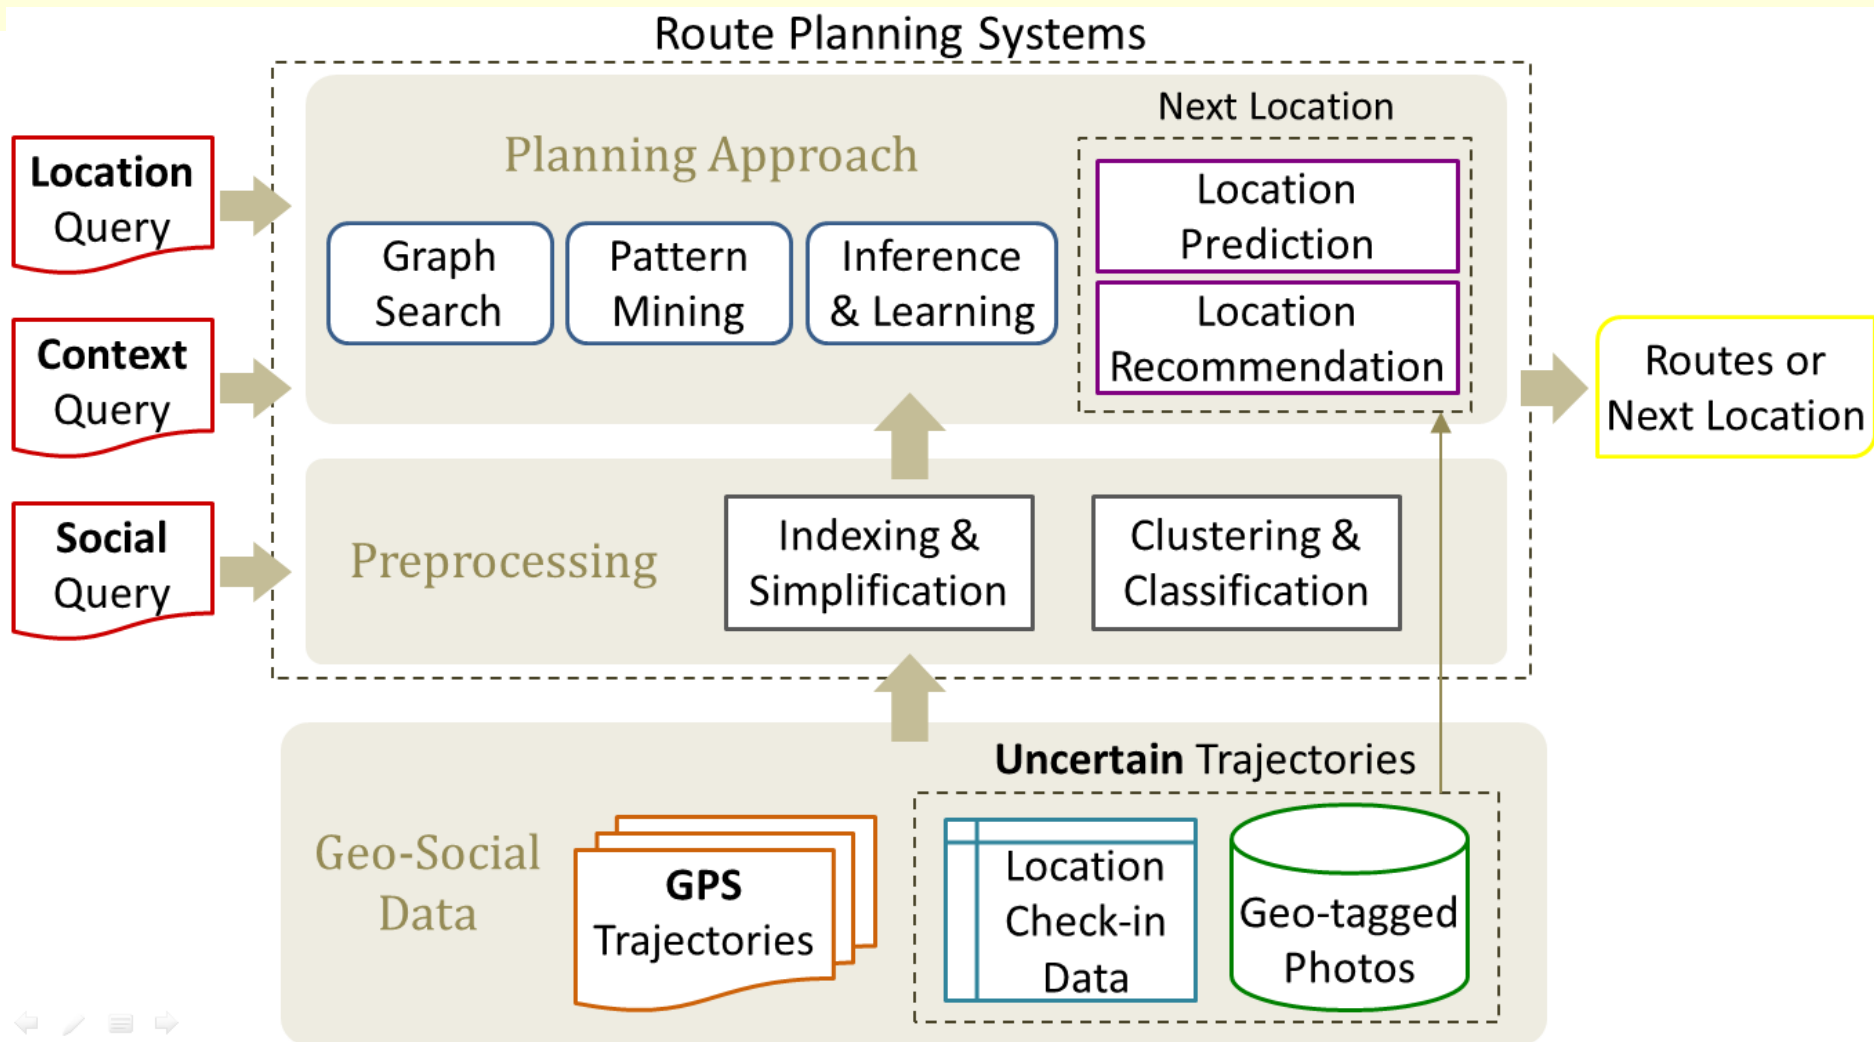 Route Planning Systems
Next Location
Planning Approach
Location
Query
Graph
Search
Pattern
Mining
Inference
& Learning
Location
Prediction
Location
Recommendation
Context
Query
Routes or
Next Location
Social
Query
Preprocessing
Indexing &
Simplification
Clustering &
Classification
Uncertain Trajectories
Geo-Social
Data
GPS
Trajectories
Location
Check-in
Data
Geo-tagged
Photos